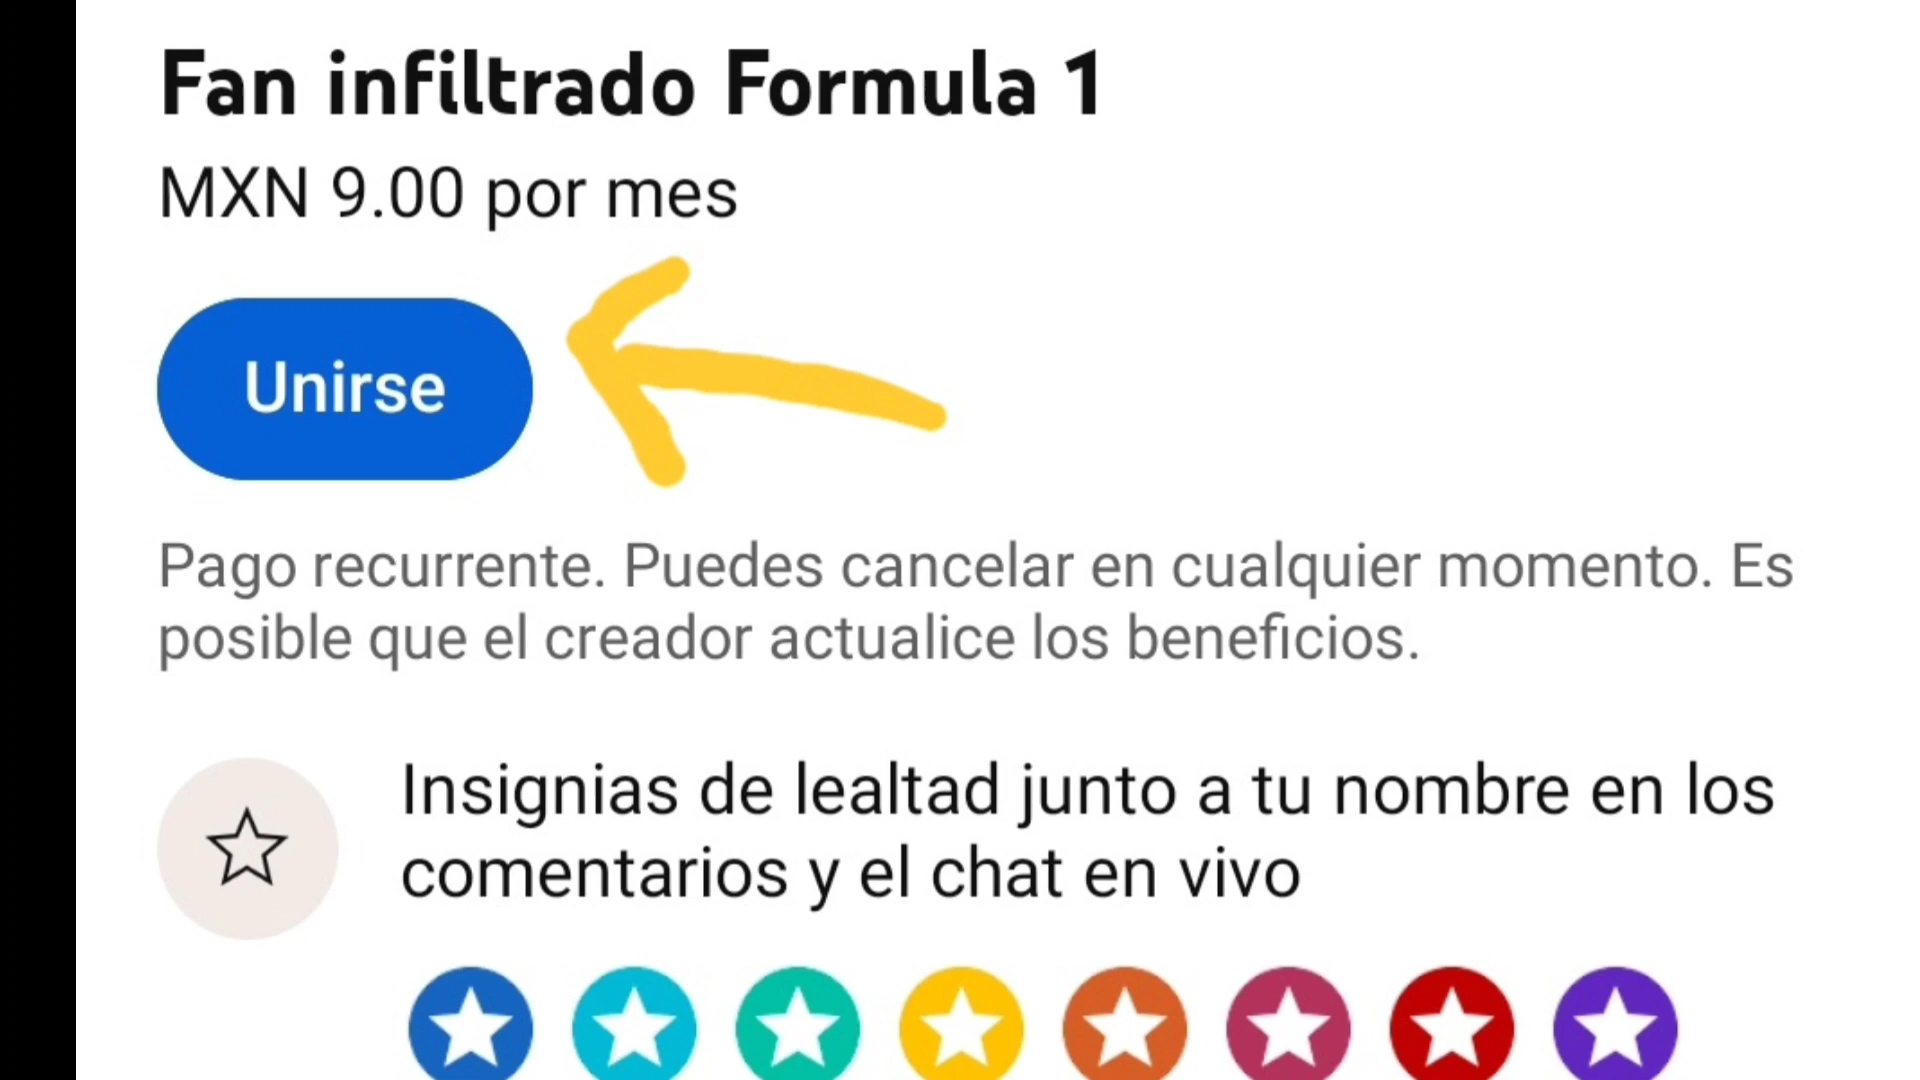 Fan infiltrado Formula 1
MXN 9.00 por mes
Unirse
Pago recurrente. Puedes cancelar en cualquier momento. Es
posible que el creador actualice los beneficios.
Insignias de lealtad junto a tu nombre en los
comentarios y el chat en vivo